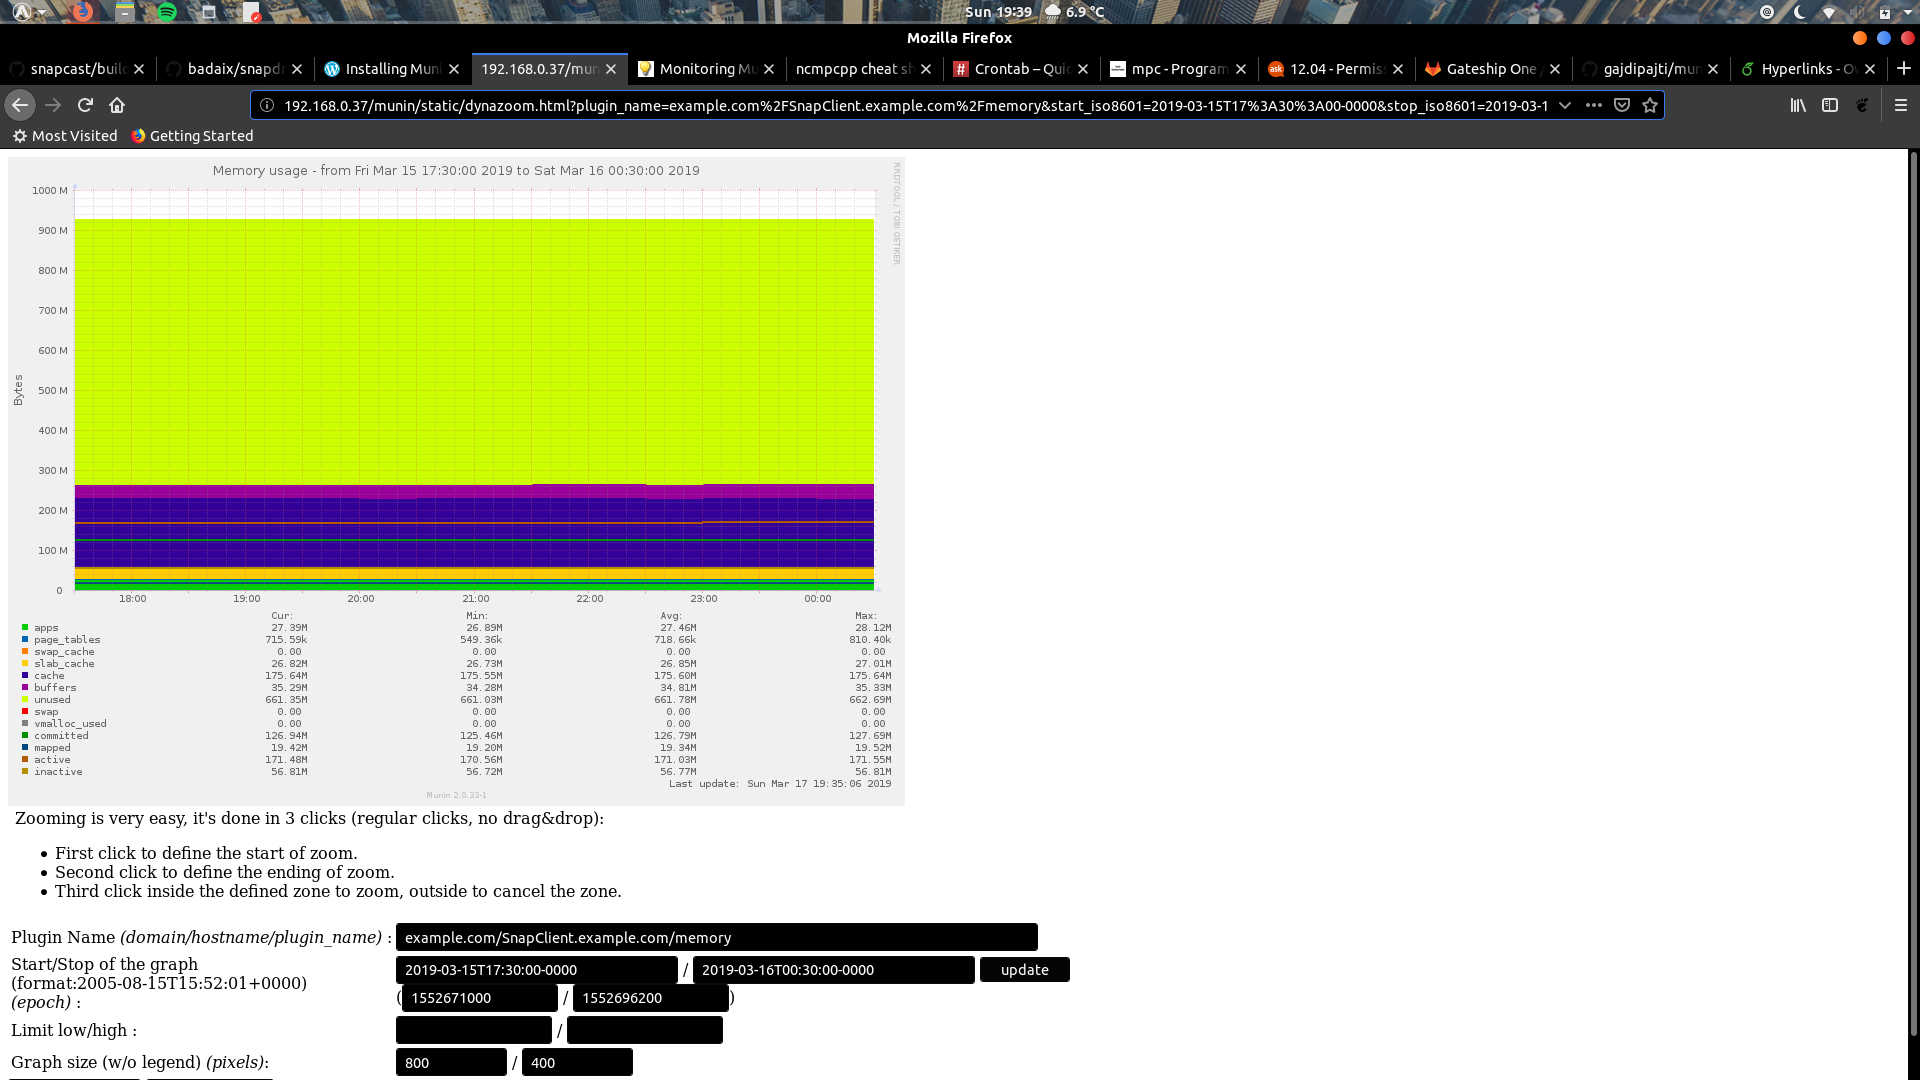 Sun 19:39 6.9 °C
Mozilla Firefox
snapcast/build badaix/snapdr Installing Muni 192.168.0.37/mun Monitoring Mu ncmpcpp cheat sh Crontab – Quic mpc - Program 12.04 - Permiss Gateship One / gajdipajti/mun Hyperlinks - Ov
192.168.0.37/munin/static/dynazoom.html?plugin_name=example.com%2FSnapClient.example.com%2Fmemory&start_iso8601=2019-03-15T17%3A30%3A00-0000&stop_iso8601=2019-03-1
Most Visited Getting Started
Memory usage - from Fri Mar 15 17:30:00 2019 to Sat Mar 16 00:30:00 2019
RRDTOOL / TOBI OETIKER
Bytes
1000 M
900 M
800 M
700 M
600 M
500 M
400 M
300 M
200 M
100 M
0
18:00 19:00 20:00 21:00 22:00 23:00 00:00
Cur: Min: Avg: Max:
apps 27.39M 26.89M 27.46M 28.12M
page_tables 715.59k 549.36k 718.66k 810.40k
swap_cache 0.00 0.00 0.00 0.00
slab_cache 26.82M 26.73M 26.85M 27.01M
cache 175.64M 175.55M 175.60M 175.64M
buffers 35.29M 34.28M 34.81M 35.33M
unused 661.35M 661.03M 661.78M 662.69M
swap 0.00 0.00 0.00 0.00
vmalloc_used 0.00 0.00 0.00 0.00
committed 126.94M 125.46M 126.79M 127.69M
mapped 19.42M 19.20M 19.34M 19.52M
active 171.48M 170.56M 171.03M 171.55M
inactive 56.81M 56.72M 56.77M 56.81M
Last update: Sun Mar 17 19:35:06 2019
Munin 2.0.33-1
Zooming is very easy, it's done in 3 clicks (regular clicks, no drag&drop):
• First click to define the start of zoom.
• Second click to define the ending of zoom.
• Third click inside the defined zone to zoom, outside to cancel the zone.
Plugin Name (domain/hostname/plugin_name) : example.com/SnapClient.example.com/memory
Start/Stop of the graph
(format:2005-08-15T15:52:01+0000)
(epoch) :
2019-03-15T17:30:00-0000 / 2019-03-16T00:30:00-0000 update
( 1552671000 / 1552696200 )
Limit low/high : /
Graph size (w/o legend) (pixels): 800 / 400